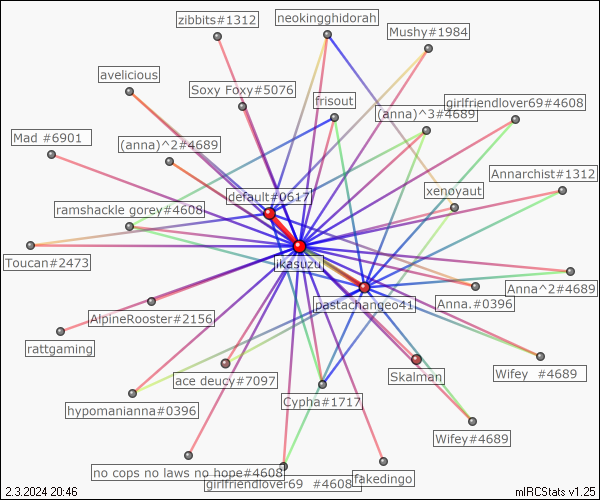 zibbits#1312
neokingghidorah
Mushy#1984
avelicious
Soxy Foxy#5076
frisout
(anna)^3#4689
girlfriendlover69#4608
Mad #6901
(anna)^2#4689
Annarchist#1312
default#0617
xenoyaut
ramshackle gorey#4608
Toucan#2473
ikasuzu
Anna^2#4689
AlpineRooster#2156
pastachangeo41
Anna.#0396
rattgaming
ace deucy#7097
Skalman
Wifey #4689
hypomanianna#0396
Cypha#1717
Wifey#4689
no cops no laws no hope#4608
girlfriendlover69 #4608
fakedingo
2.3.2024 20:46
mIRCStats v1.25